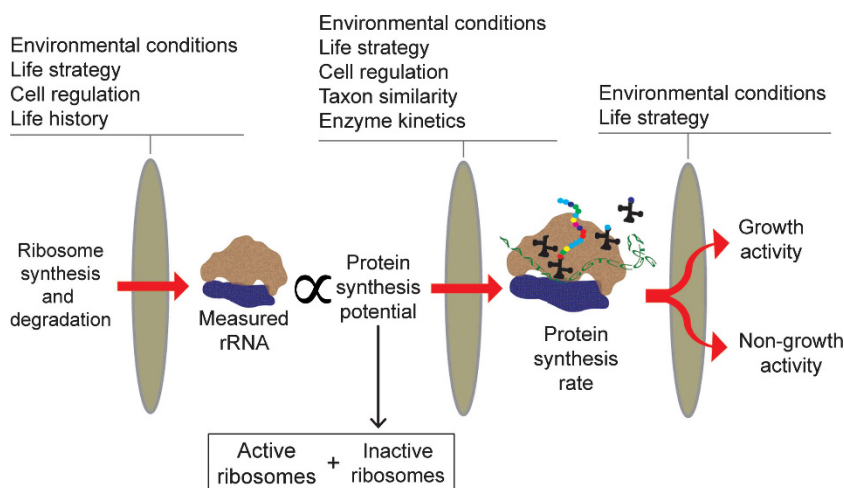 Environmental conditions
Life strategy
Cell regulation
Life history
Environmental conditions
Life strategy
Cell regulation
Taxon similarity
Enzyme kinetics
Environmental conditions
Life strategy
Ribosome
synthesis
and
degradation
Measured
rRNA
∝
Protein
synthesis
potential
Protein
synthesis
rate
Growth
activity
Non-growth
activity
Active
ribosomes
+
Inactive
ribosomes